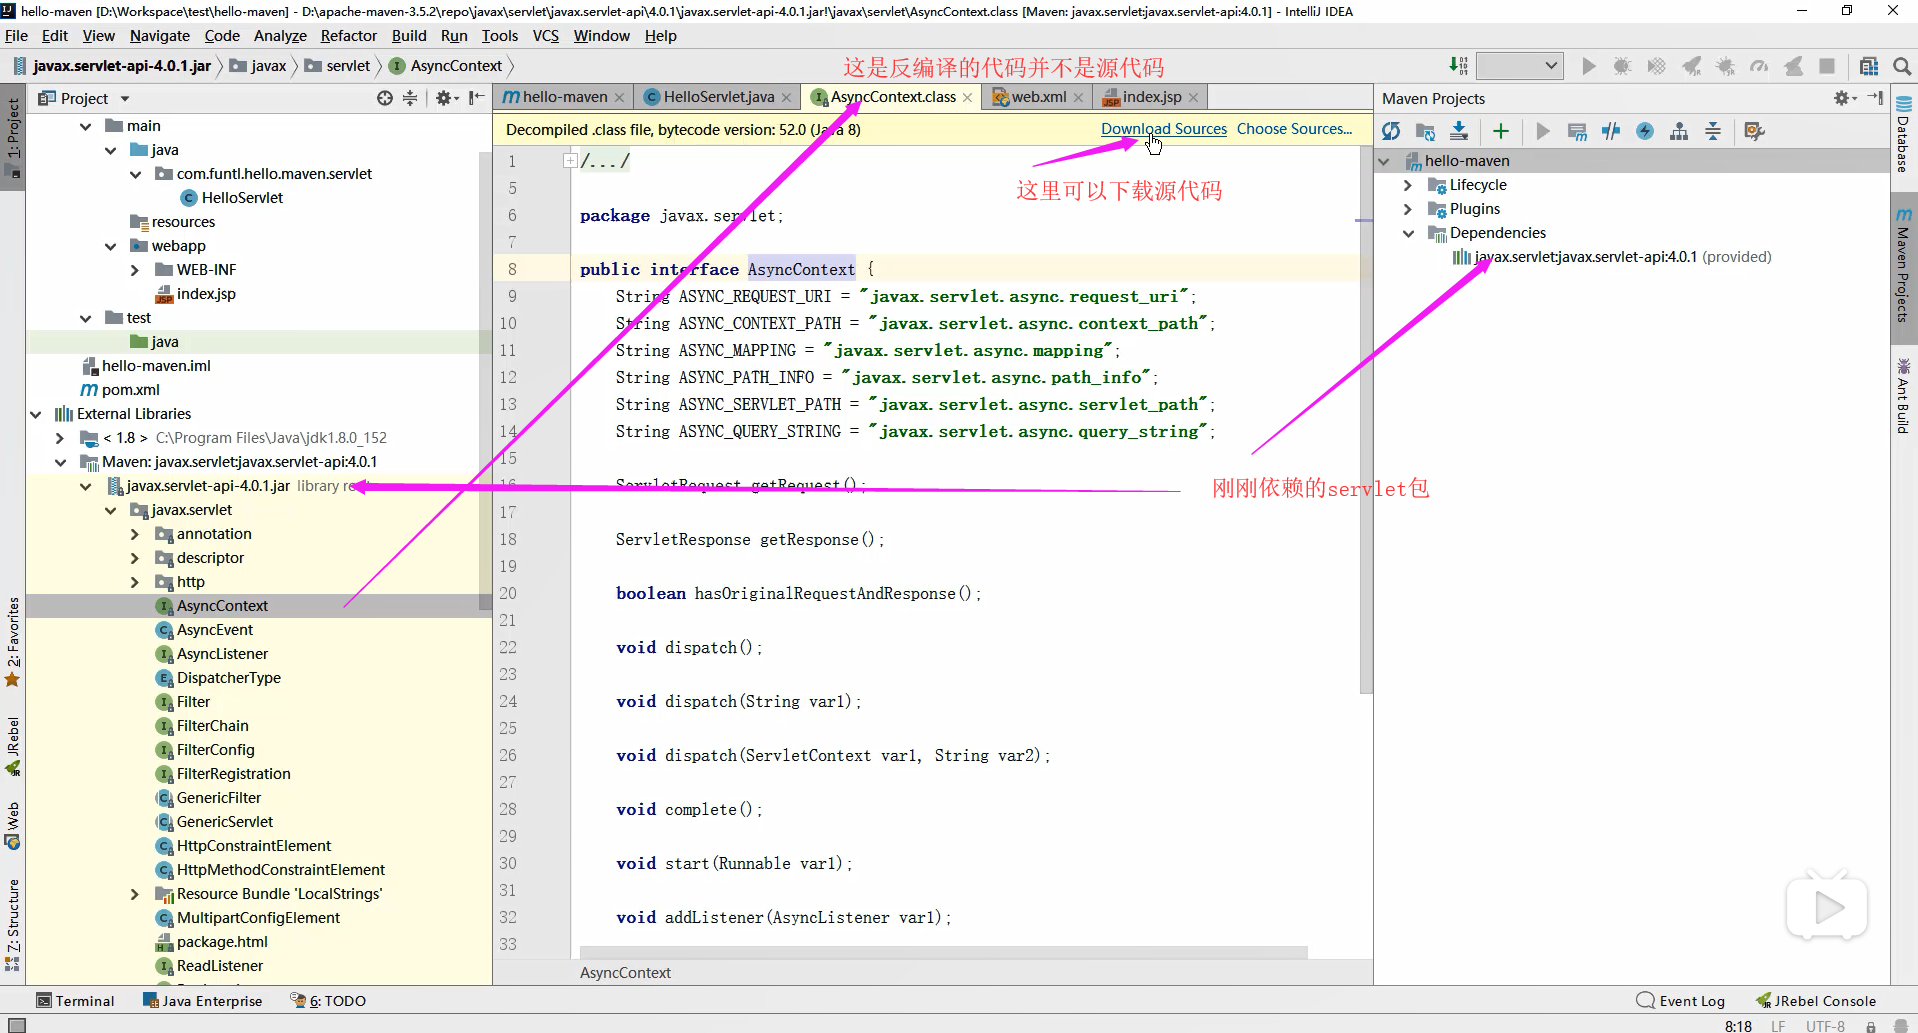 hello-maven [D:\Workspace\test\hello-maven] - D:\apache-maven-3.5.2\repo\javax\servlet\javax.servlet-api\4.0.1\javax.servlet-api-4.0.1.jar!\javax\servlet\AsyncContext.class [Maven: javax.servlet:javax.servlet-api:4.0.1] - IntelliJ IDEA
File Edit View Navigate Code Analyze Refactor Build Run Tools VCS Window Help
javax.servlet-api-4.0.1.jar javax servlet AsyncContext
这是反编译的代码并不是源代码
Project
hello-maven HelloServlet.java AsyncContext.class web.xml index.jsp
Maven Projects
Decompiled .class file, bytecode version: 52.0 (Java 8) Download Sources Choose Sources...
这里可以下载源代码
1: Project
2: Favorites
JRebel
Web
7: Structure
main
java
com.funtl.hello.maven.servlet
HelloServlet
resources
webapp
WEB-INF
index.jsp
test
java
hello-maven.iml
pom.xml
External Libraries
< 1.8 > C:\Program Files\Java\jdk1.8.0_152
Maven: javax.servlet:javax.servlet-api:4.0.1
javax.servlet-api-4.0.1.jar library
javax.servlet
annotation
descriptor
http
AsyncContext
AsyncEvent
AsyncListener
DispatcherType
Filter
FilterChain
FilterConfig
FilterRegistration
GenericFilter
GenericServlet
HttpConstraintElement
HttpMethodConstraintElement
Resource Bundle 'LocalStrings'
MultipartConfigElement
package.html
ReadListener
1 /.../
5
6 package javax.servlet;
7
8 public interface AsyncContext {
9 String ASYNC_REQUEST_URI = "javax.servlet.async.request_uri";
10 String ASYNC_CONTEXT_PATH = "javax.servlet.async.context_path";
11 String ASYNC_MAPPING = "javax.servlet.async.mapping";
12 String ASYNC_PATH_INFO = "javax.servlet.async.path_info";
13 String ASYNC_SERVLET_PATH = "javax.servlet.async.servlet_path";
14 String ASYNC_QUERY_STRING = "javax.servlet.async.query_string";
15
16 ServletRequest getRequest();
17
18 ServletResponse getResponse();
19
20 boolean hasOriginalRequestAndResponse();
21
22 void dispatch();
23
24 void dispatch(String var1);
25
26 void dispatch(ServletContext var1, String var2);
27
28 void complete();
29
30 void start(Runnable var1);
31
32 void addListener(AsyncListener var1);
33
AsyncContext
刚刚依赖的servlet包
hello-maven
Lifecycle
Plugins
Dependencies
javax.servlet:javax.servlet-api:4.0.1 (provided)
Database
Maven Projects
Ant Build
Terminal Java Enterprise 6: TODO Event Log JRebel Console
8:18 LF UTF-8